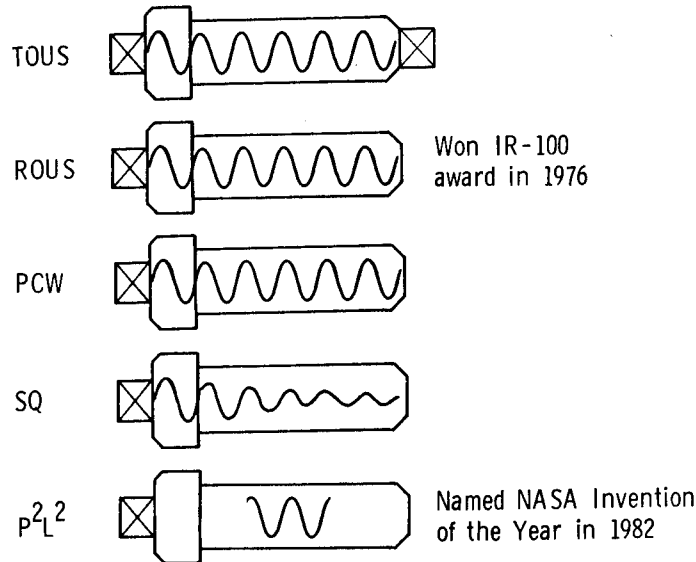 TOUS
ROUS
Won IR-100
award in 1976
PCW
SQ
P²L²
Named NASA Invention
of the Year in 1982